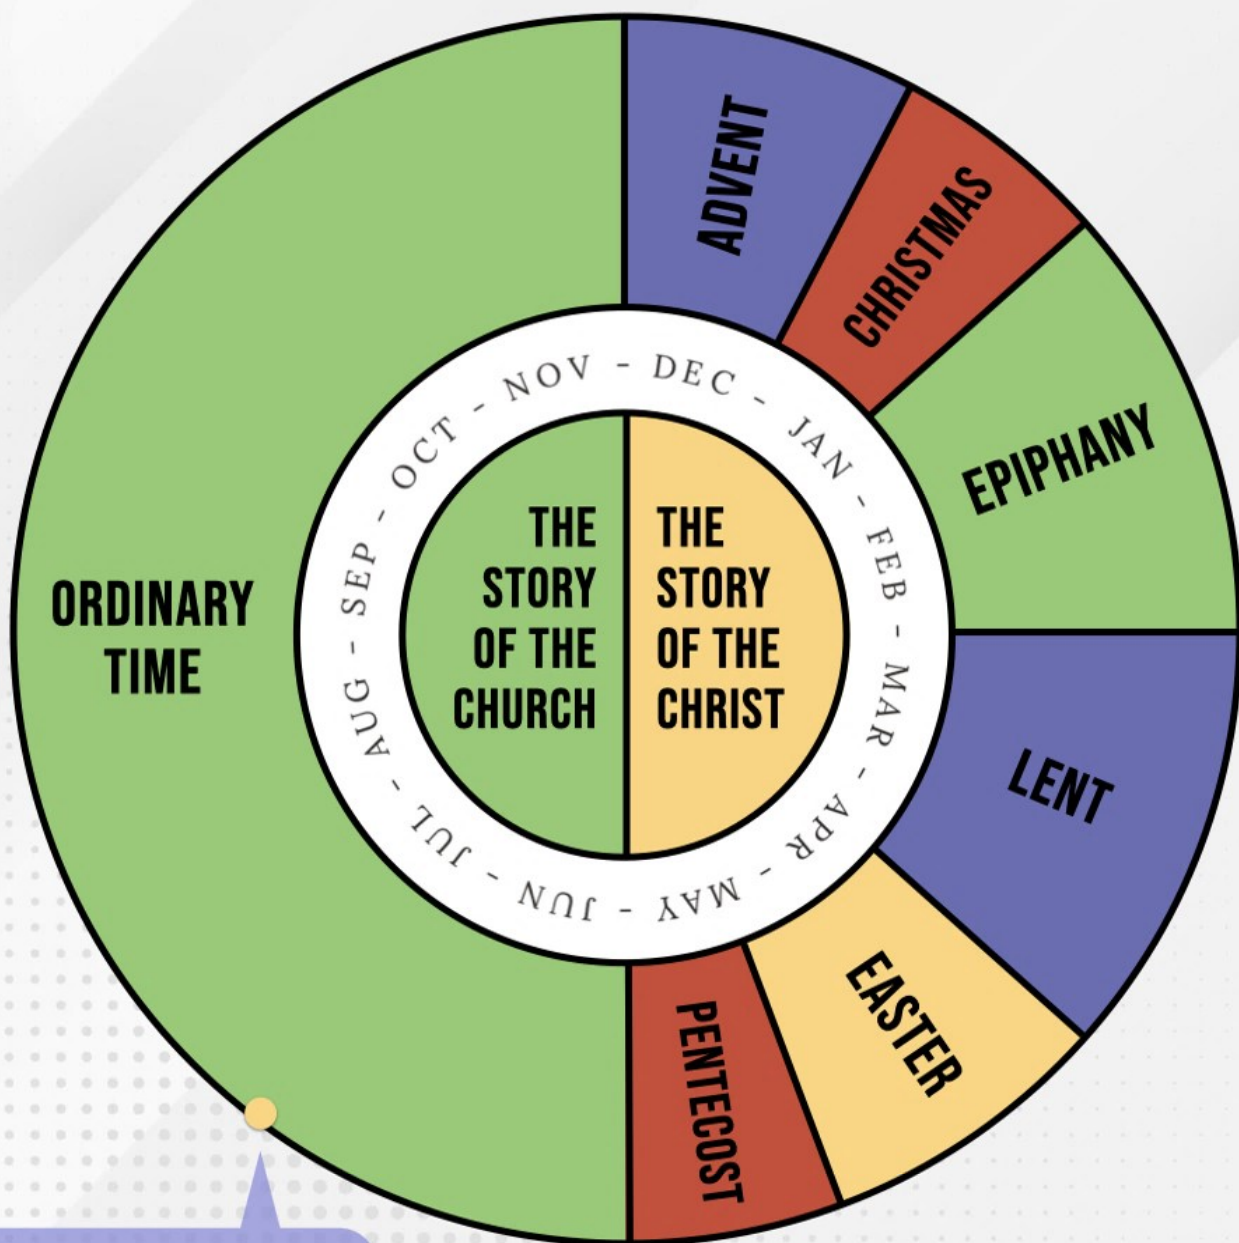 ADVENT
CHRISTMAS
EPIPHANY
LENT
EASTER
PENTECOST
ORDINARY
TIME
DEC - JAN - FEB - MAR - APR - MAY - JUN - JUL - AUG - SEP - OCT - NOV -
THE
STORY
OF THE
CHURCH
THE
STORY
OF THE
CHRIST